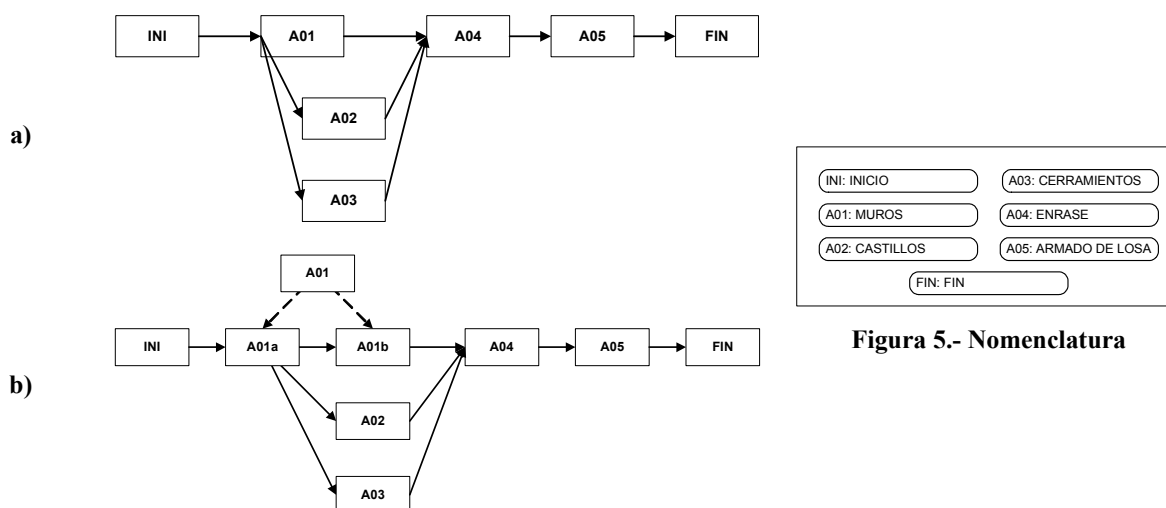 INI
A01
A04
A05
FIN
A02
a)
A03
INI: INICIO
A03: CERRAMIENTOS
A01: MUROS
A04: ENRASE
A02: CASTILLOS
A05: ARMADO DE LOSA
FIN: FIN
Figura 5.- Nomenclatura
A01
INI
A01a
A01b
A04
A05
FIN
b)
A02
A03